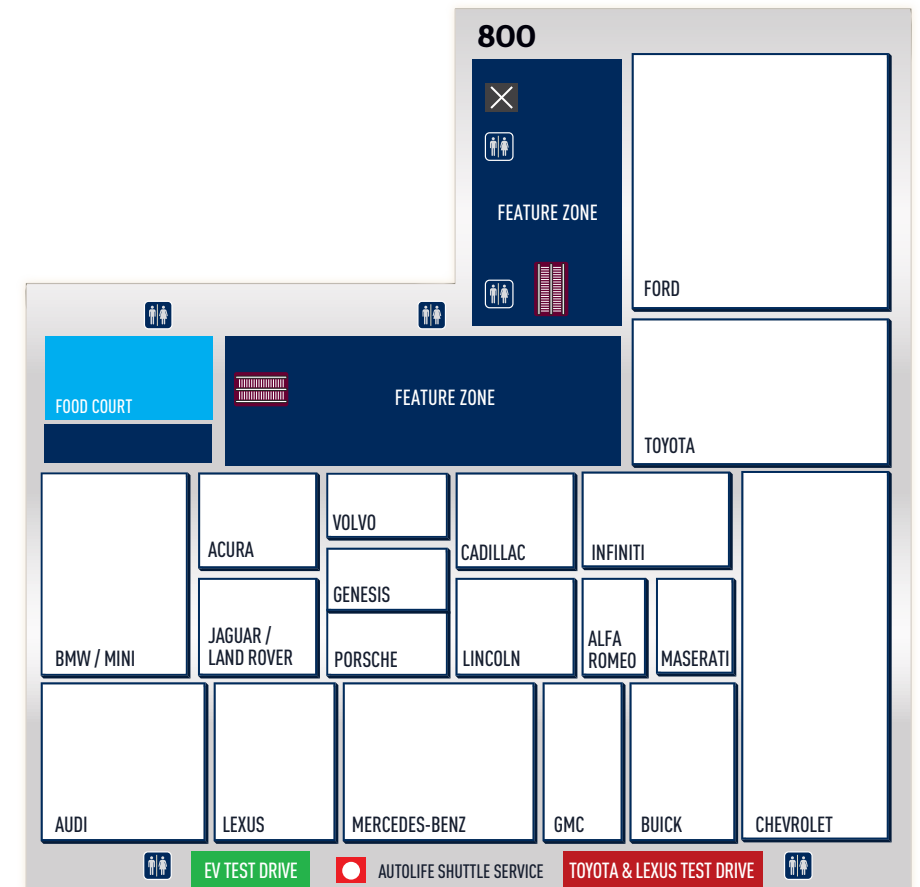 800
FEATURE ZONE
FORD
FEATURE ZONE
FOOD COURT
TOYOTA
VOLVO
ACURA
CADILLAC
INFINITI
GENESIS
JAGUAR /
LAND ROVER
BMW / MINI
PORSCHE
LINCOLN
ALFA
ROMEO
MASERATI
AUDI
LEXUS
MERCEDES-BENZ
GMC
BUICK
CHEVROLET
EV TEST DRIVE
AUTOLIFE SHUTTLE SERVICE
TOYOTA & LEXUS TEST DRIVE